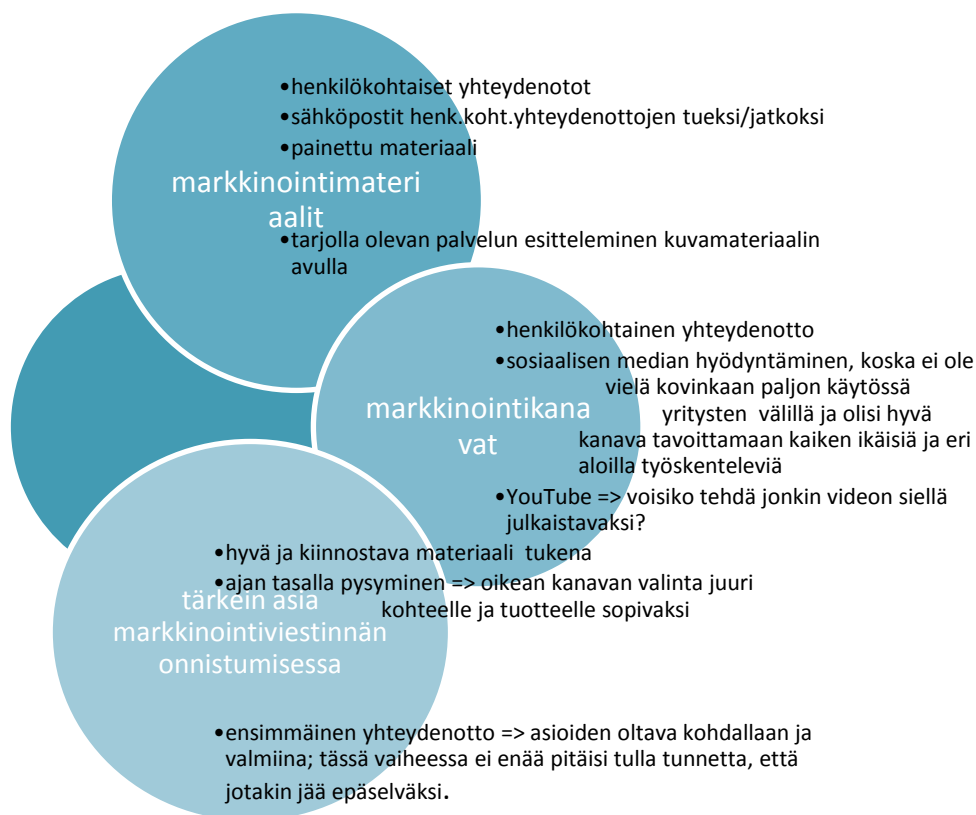 •henkilökohtaiset yhteydenotot
•sähköpostit henk.koht.yhteydenottojen tueksi/jatkoksi
•painettu materiaali
markkinointimateri
aalit
•tarjolla olevan palvelun esitteleminen kuvamateriaalin
avulla
•henkilökohtainen yhteydenotto
•sosiaalisen median hyödyntäminen, koska ei ole
vielä kovinkaan paljon käytössä
yritysten välillä ja olisi hyvä
kanava tavoittamaan kaiken ikäisiä ja eri
aloilla työskenteleviä
markkinointikana
vat
•YouTube => voisiko tehdä jonkin videon siellä
julkaistavaksi?
•hyvä ja kiinnostava materiaali tukena
•ajan tasalla pysyminen => oikean kanavan valinta juuri
kohteelle ja tuotteelle sopivaksi
tärkein asia
markkinointiviestinnän
onnistumisessa
•ensimmäinen yhteydenotto => asioiden oltava kohdallaan ja
valmiina; tässä vaiheessa ei enää pitäisi tulla tunnetta, että
jotakin jää epäselväksi.